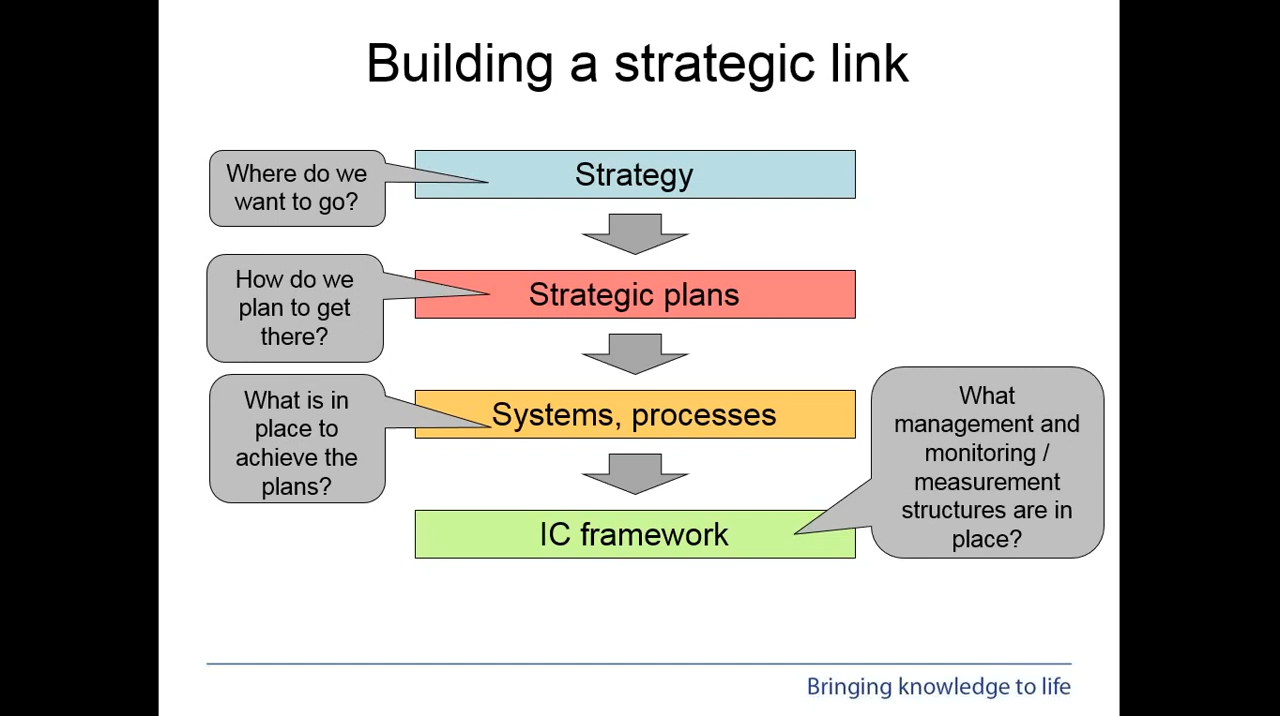 Building a strategic link
Where do we
want to go?
Strategy
How do we
plan to get
there?
Strategic plans
What is in
place to
achieve the
plans?
Systems, processes
What
management and
monitoring /
measurement
structures are in
place?
IC framework
Bringing knowledge to life